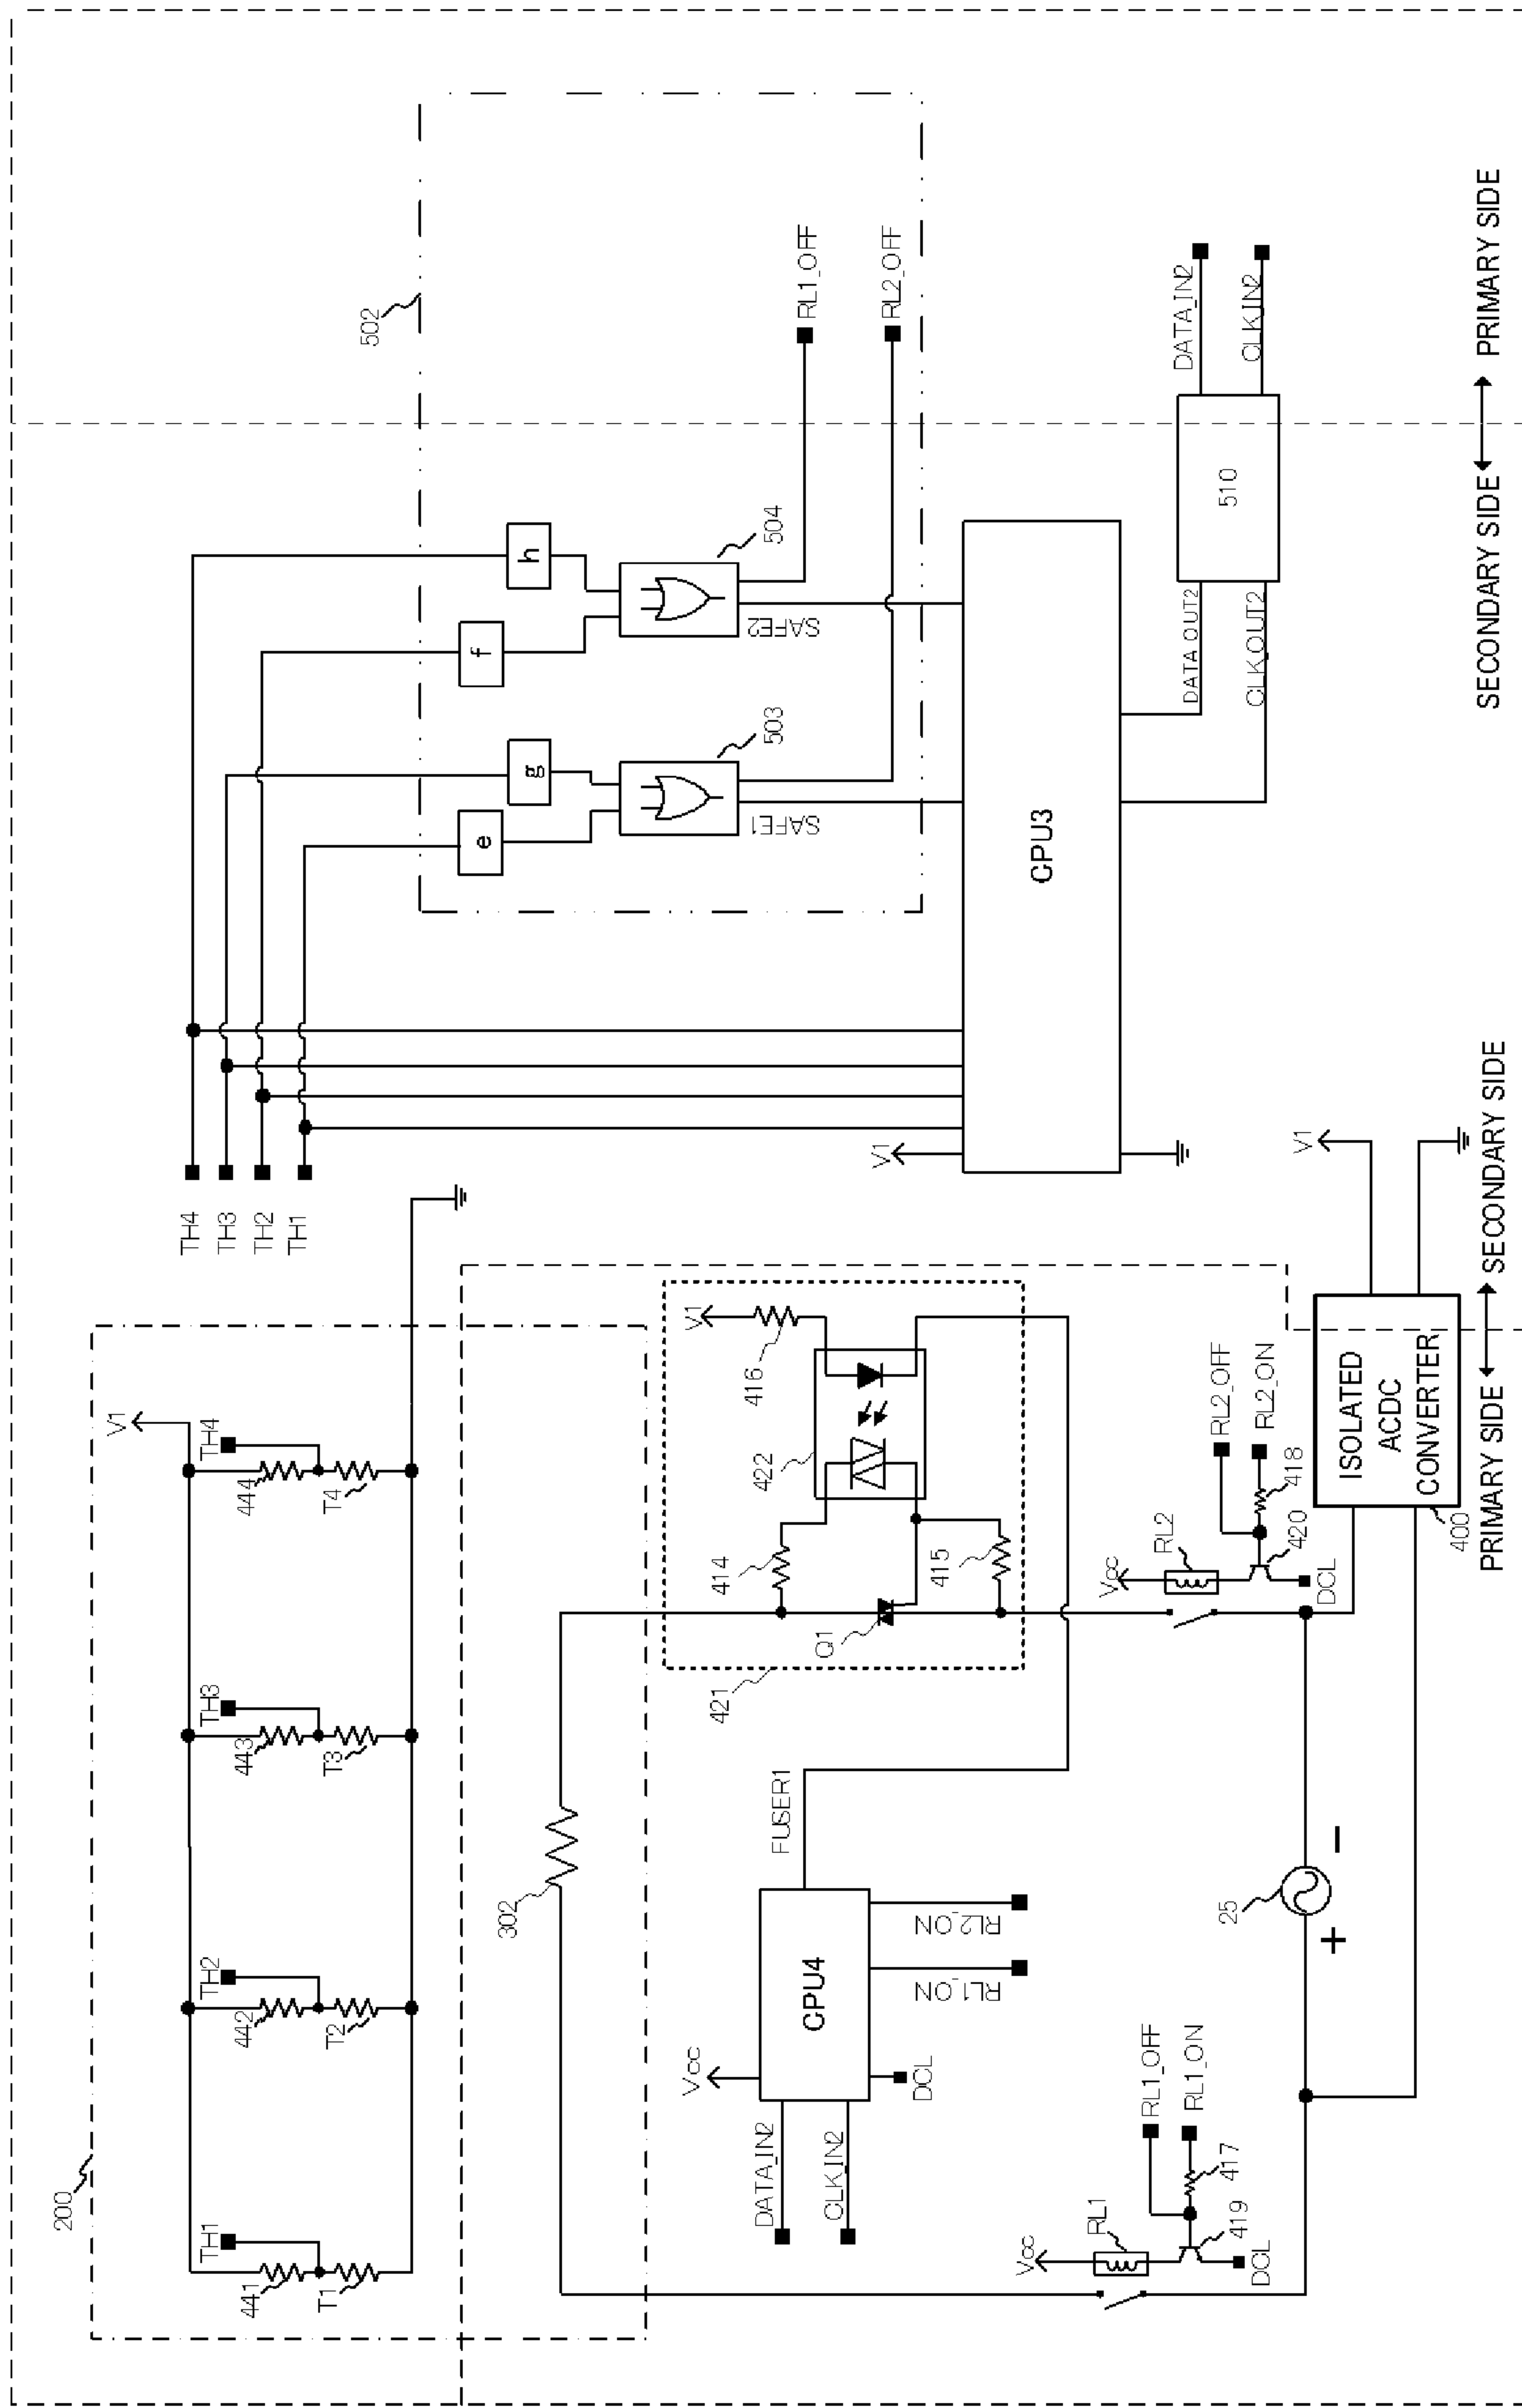 200
V1
TH1
TH2
TH3
TH4
441
442
443
444
T1
T2
T3
T4
TH4
TH3
TH2
TH1
502
e
g
f
h
503
504
SAFE1
SAFE2
RL1_OFF
RL2_OFF
V1
CPU3
DATA OUT2
CLK_OUT2
510
DATA_IN2
CLK_IN2
SECONDARY SIDE
PRIMARY SIDE
302
421
Q1
414
415
422
416
V1
FUSER1
CPU4
Vcc
DCL
DATA_IN2
CLK_IN2
RL1_ON
RL2_ON
Vcc
RL1
RL1_OFF
RL1_ON
417
419
DCL
25
+
-
Vcc
RL2
RL2_OFF
RL2_ON
418
420
DCL
ISOLATED
ACDC
CONVERTER
400
V1
PRIMARY SIDE
SECONDARY SIDE